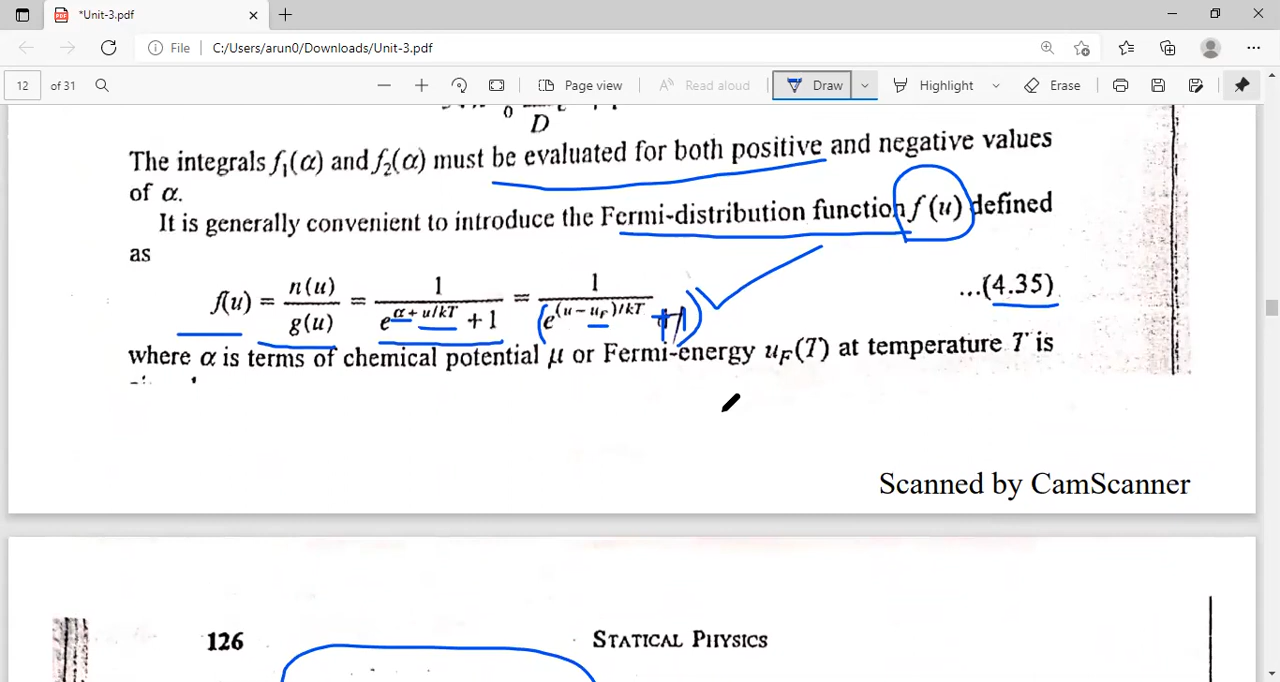 *Unit-3.pdf
File C:/Users/arun0/Downloads/Unit-3.pdf
12 of 31 Page view Read aloud Draw Highlight Erase
D
The integrals f₁(α) and f₂(α) must be evaluated for both positive and negative values
of α.
It is generally convenient to introduce the Fermi-distribution function f(u) defined
as
f(u) = n(u)/g(u) = 1/(e^(α + u/kT) + 1) = 1/(e^((u − u_F)/kT) + 1) ...(4.35)
where α is terms of chemical potential μ or Fermi-energy u_F(T) at temperature T is
Scanned by CamScanner
126 STATICAL PHYSICS